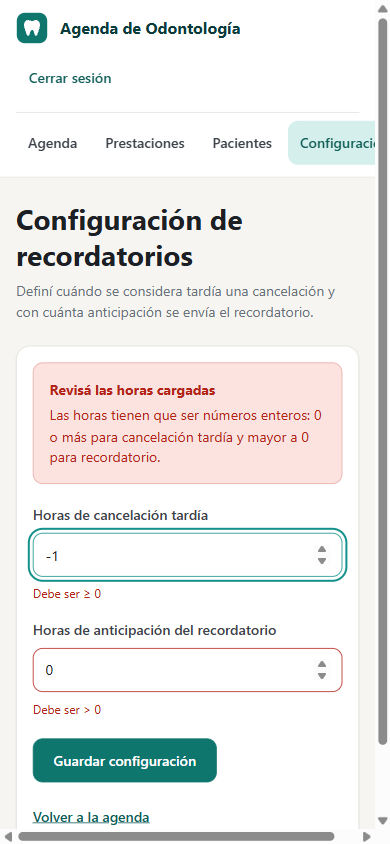 Agenda de Odontología
Cerrar sesión
Agenda Prestaciones Pacientes Configuraci
Configuración de
recordatorios
Definí cuándo se considera tardía una cancelación y
con cuánta anticipación se envía el recordatorio.
Revisá las horas cargadas
Las horas tienen que ser números enteros: 0
o más para cancelación tardía y mayor a 0
para recordatorio.
Horas de cancelación tardía
-1
Debe ser ≥ 0
Horas de anticipación del recordatorio
0
Debe ser > 0
Guardar configuración
Volver a la agenda